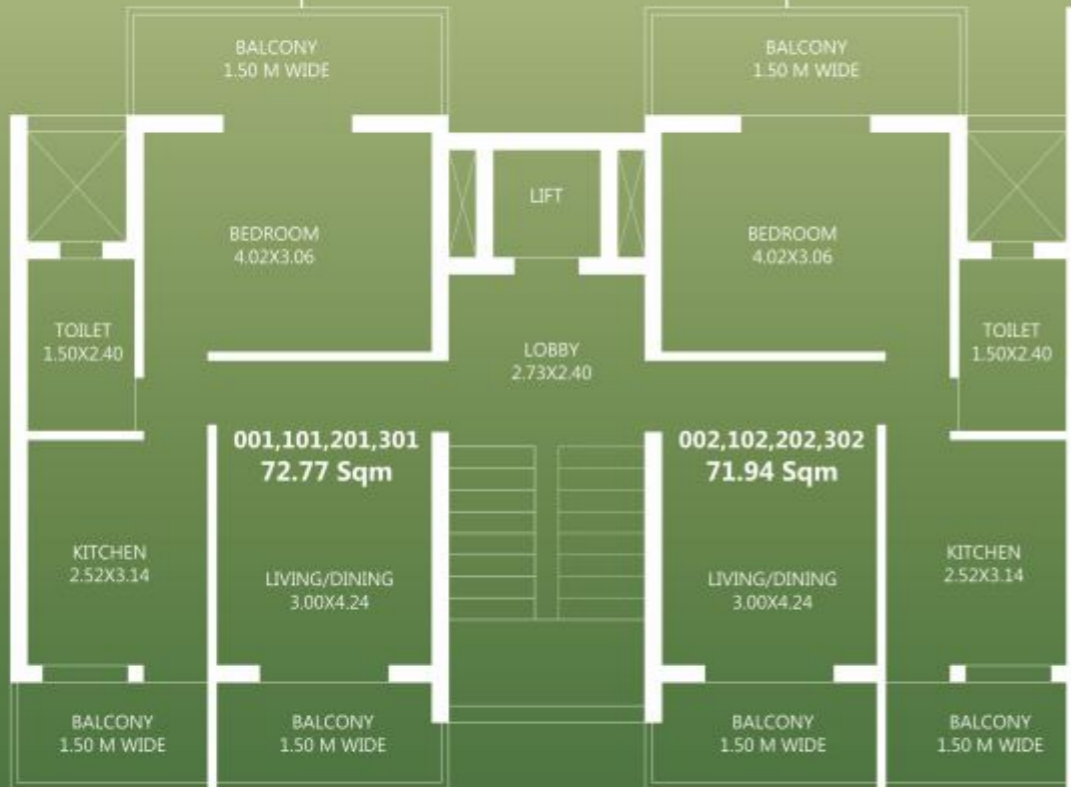 BALCONY
1.50 M WIDE
BALCONY
1.50 M WIDE
LIFT
BEDROOM
4.02X3.06
BEDROOM
4.02X3.06
TOILET
1.50X2.40
LOBBY
2.73X2.40
TOILET
1.50X2.40
001,101,201,301
72.77 Sqm
002,102,202,302
71.94 Sqm
KITCHEN
2.52X3.14
LIVING/DINING
3.00X4.24
LIVING/DINING
3.00X4.24
KITCHEN
2.52X3.14
BALCONY
1.50 M WIDE
BALCONY
1.50 M WIDE
BALCONY
1.50 M WIDE
BALCONY
1.50 M WIDE